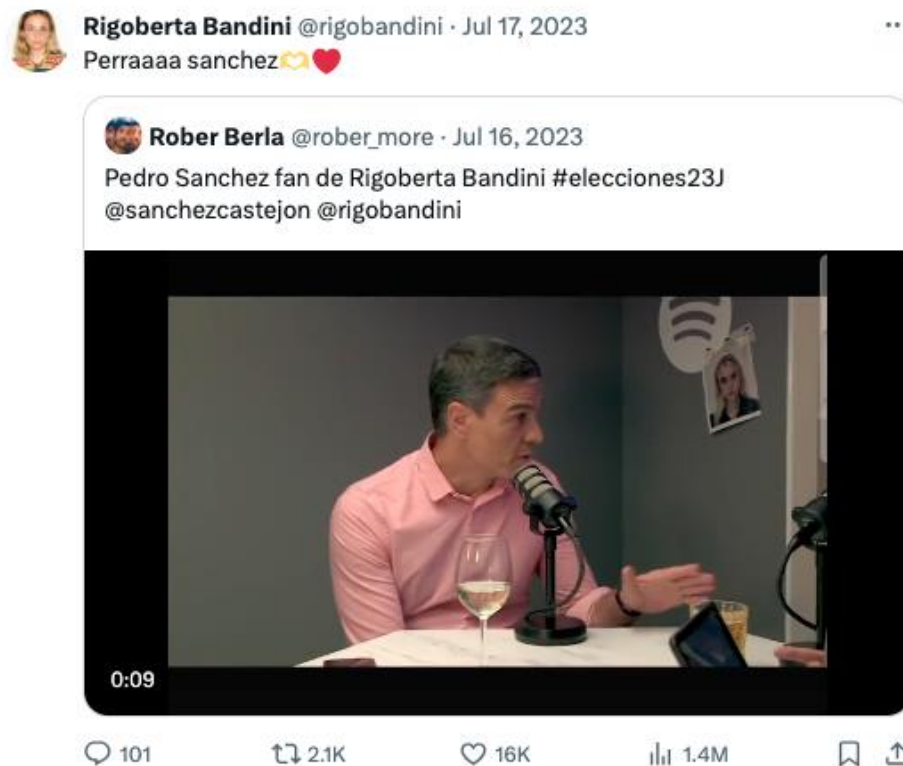 Rigoberta Bandini @rigobandini · Jul 17, 2023
Perraaaa sanchez🫶❤️
Rober Berla @rober_more · Jul 16, 2023
Pedro Sanchez fan de Rigoberta Bandini #elecciones23J
@sanchezcastejon @rigobandini
0:09
101 2.1K 16K 1.4M